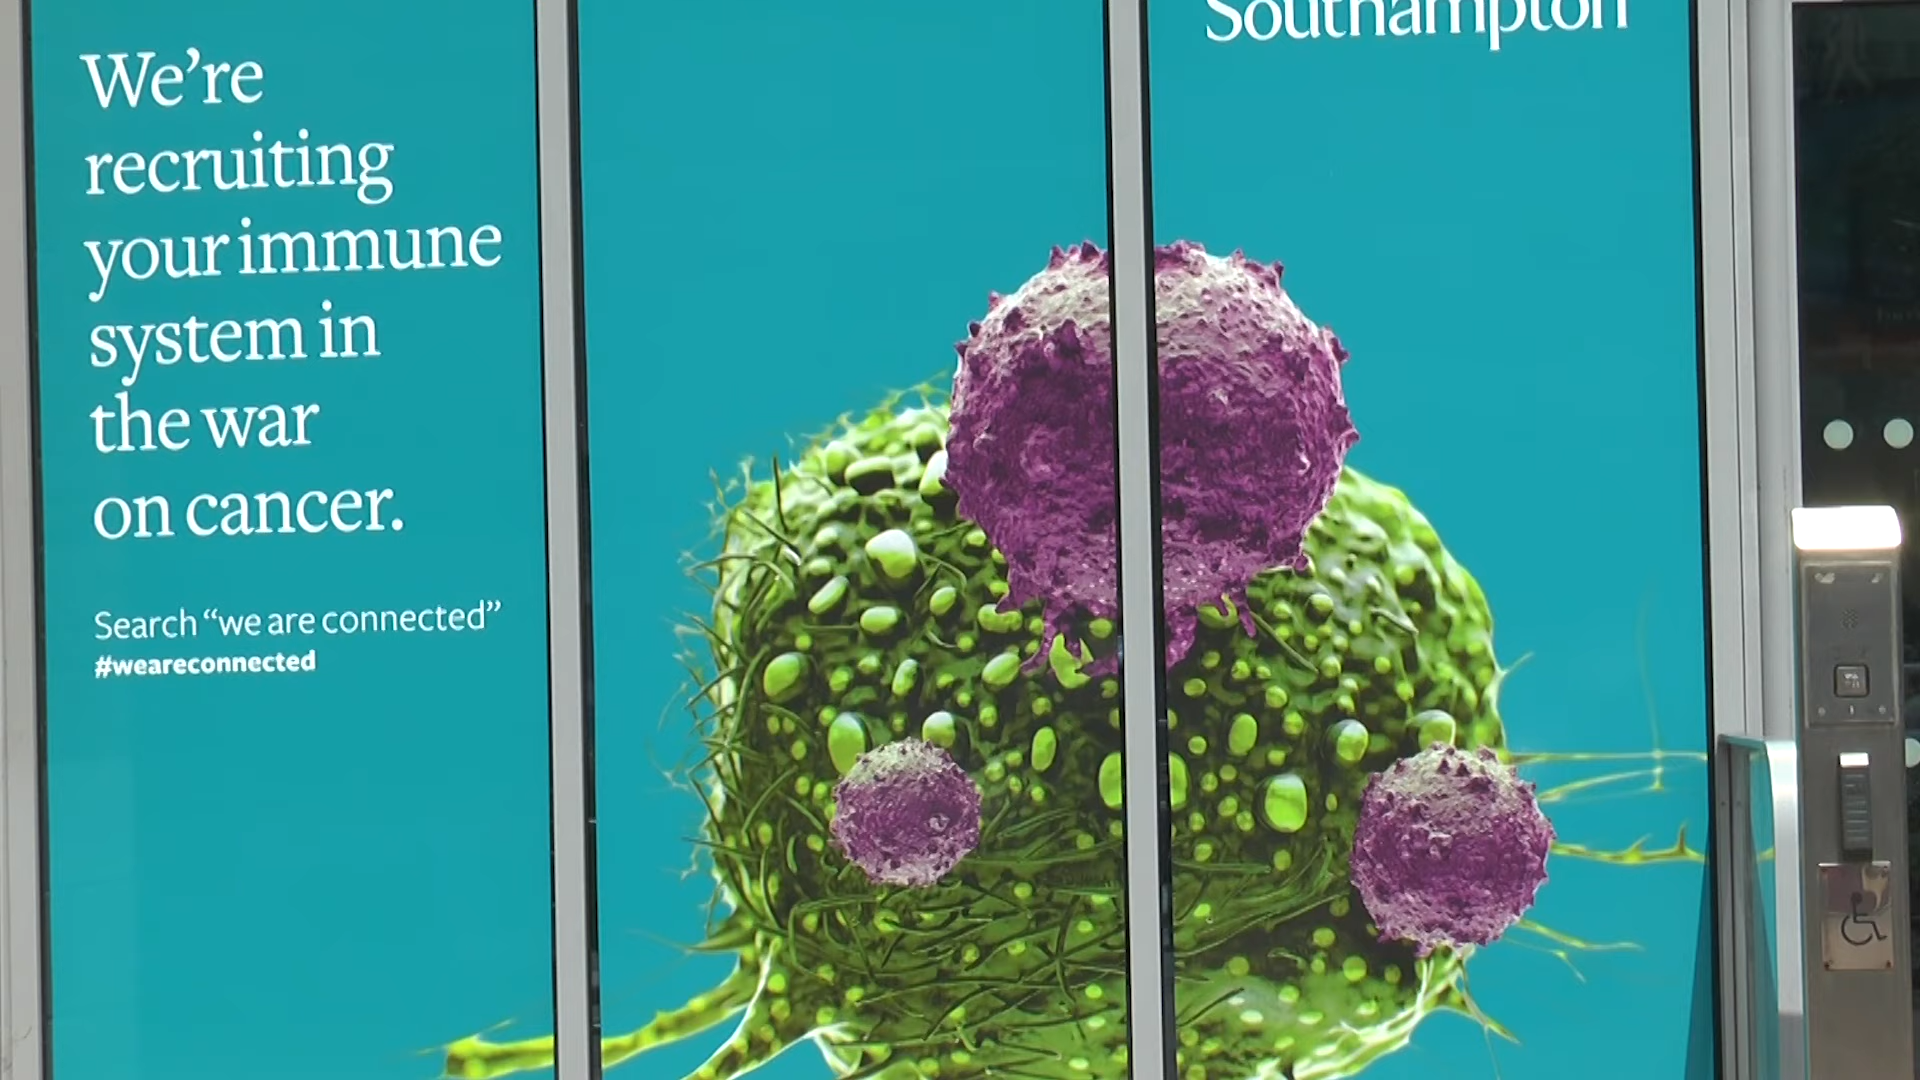 Southampton
We're
recruiting
your immune
system in
the war
on cancer.
Search “we are connected”
#weareconnected